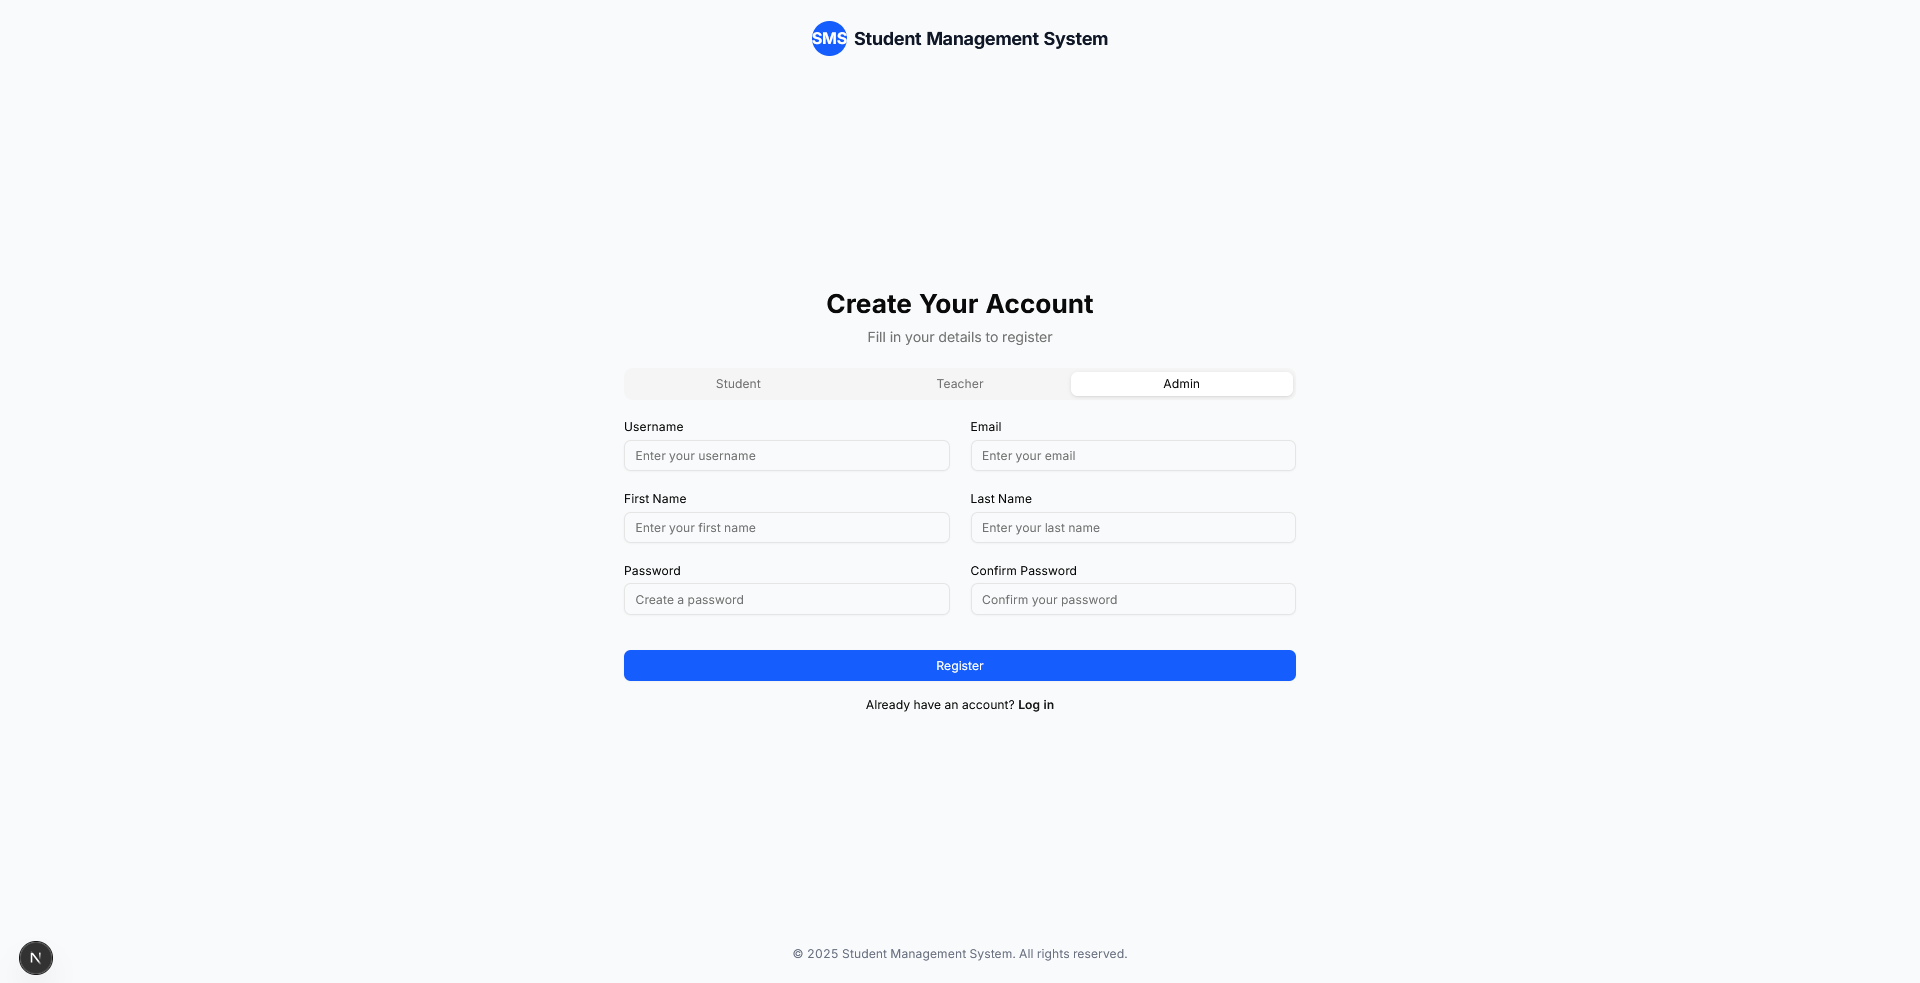 SMS Student Management System
Create Your Account
Fill in your details to register
Student Teacher Admin
Username Email
Enter your username Enter your email
First Name Last Name
Enter your first name Enter your last name
Password Confirm Password
Create a password Confirm your password
Register
Already have an account? Log in
N
© 2025 Student Management System. All rights reserved.